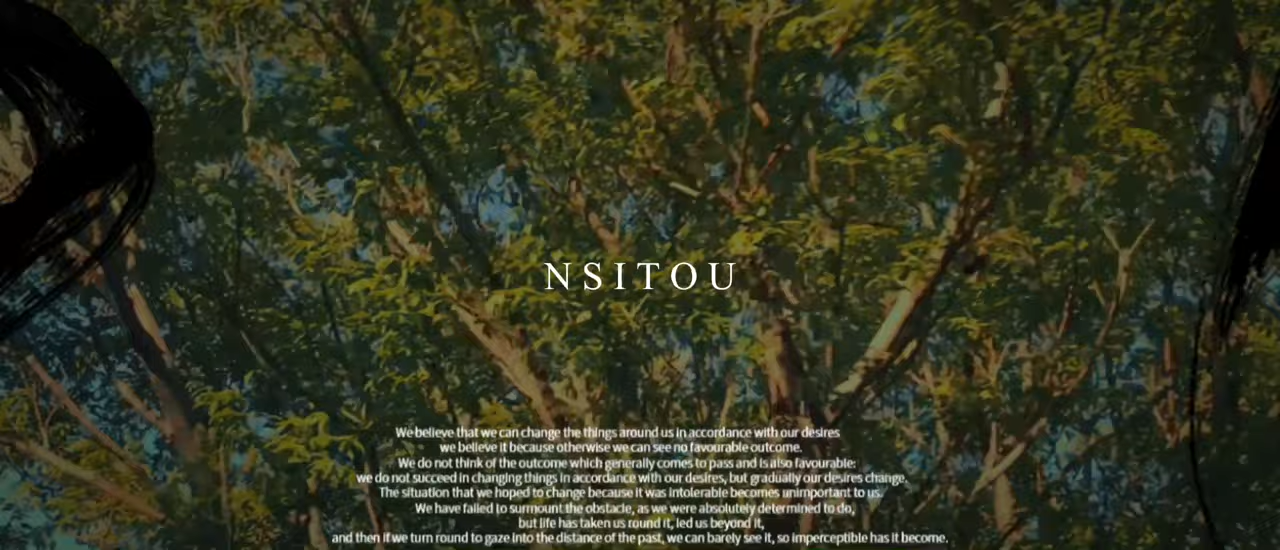 NSITOU
We believe that we can change the things around us in accordance with our desires
we believe it because otherwise we can see no favourable outcome.
We do not think of the outcome which generally comes to pass and is also favourable:
we do not succeed in changing things in accordance with our desires, but gradually our desires change.
The situation that we hoped to change because it was intolerable becomes unimportant to us.
We have failed to surmount the obstacle, as we were absolutely determined to do,
but life has taken us round it, led us beyond it,
and then if we turn round to gaze into the distance of the past, we can barely see it, so imperceptible has it become.